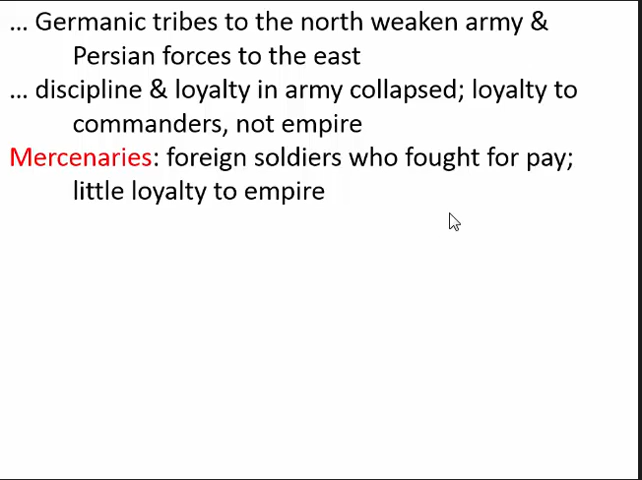 ... Germanic tribes to the north weaken army &
Persian forces to the east
... discipline & loyalty in army collapsed; loyalty to
commanders, not empire
Mercenaries: foreign soldiers who fought for pay;
little loyalty to empire